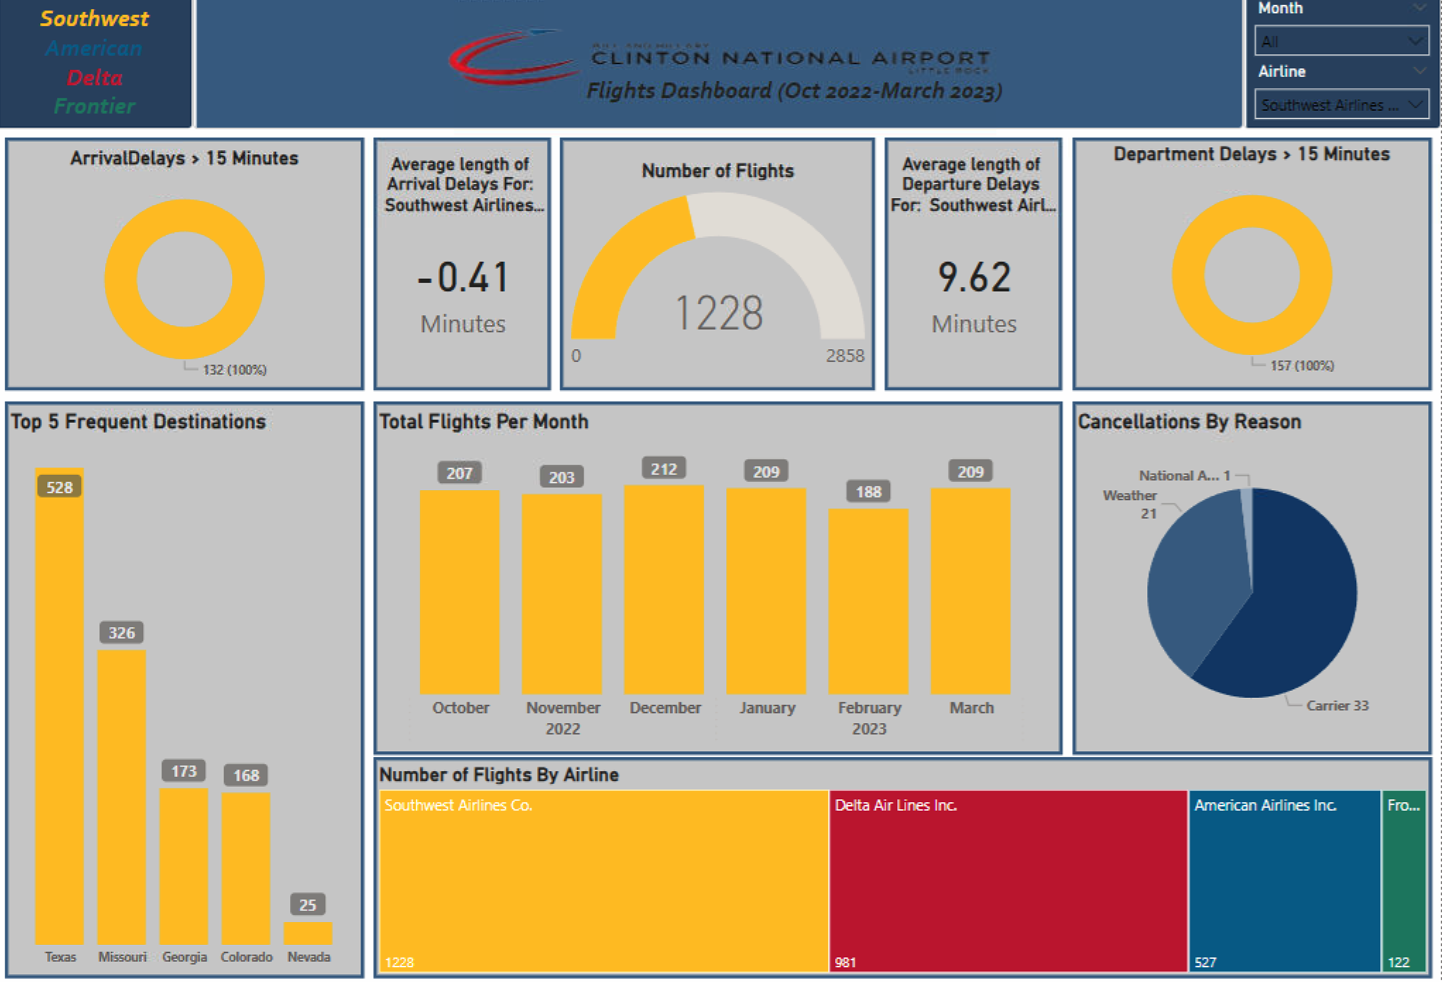 Southwest
American
Delta
Frontier
CLINTON NATIONAL AIRPORT
LITTLE ROCK
Flights Dashboard (Oct 2022-March 2023)
Month
All
Airline
Southwest Airlines ...
ArrivalDelays > 15 Minutes
132 (100%)
Average length of
Arrival Delays For:
Southwest Airlines...
-0.41
Minutes
Number of Flights
1228
0
2858
Average length of
Departure Delays
For: Southwest Airl...
9.62
Minutes
Department Delays > 15 Minutes
157 (100%)
Top 5 Frequent Destinations
528
326
173
168
25
Texas
Missouri
Georgia
Colorado
Nevada
Total Flights Per Month
207
203
212
209
188
209
October
November
December
January
February
March
2022
2023
Cancellations By Reason
National A... 1
Weather
21
Carrier 33
Number of Flights By Airline
Southwest Airlines Co.
1228
Delta Air Lines Inc.
981
American Airlines Inc.
527
Fro...
122